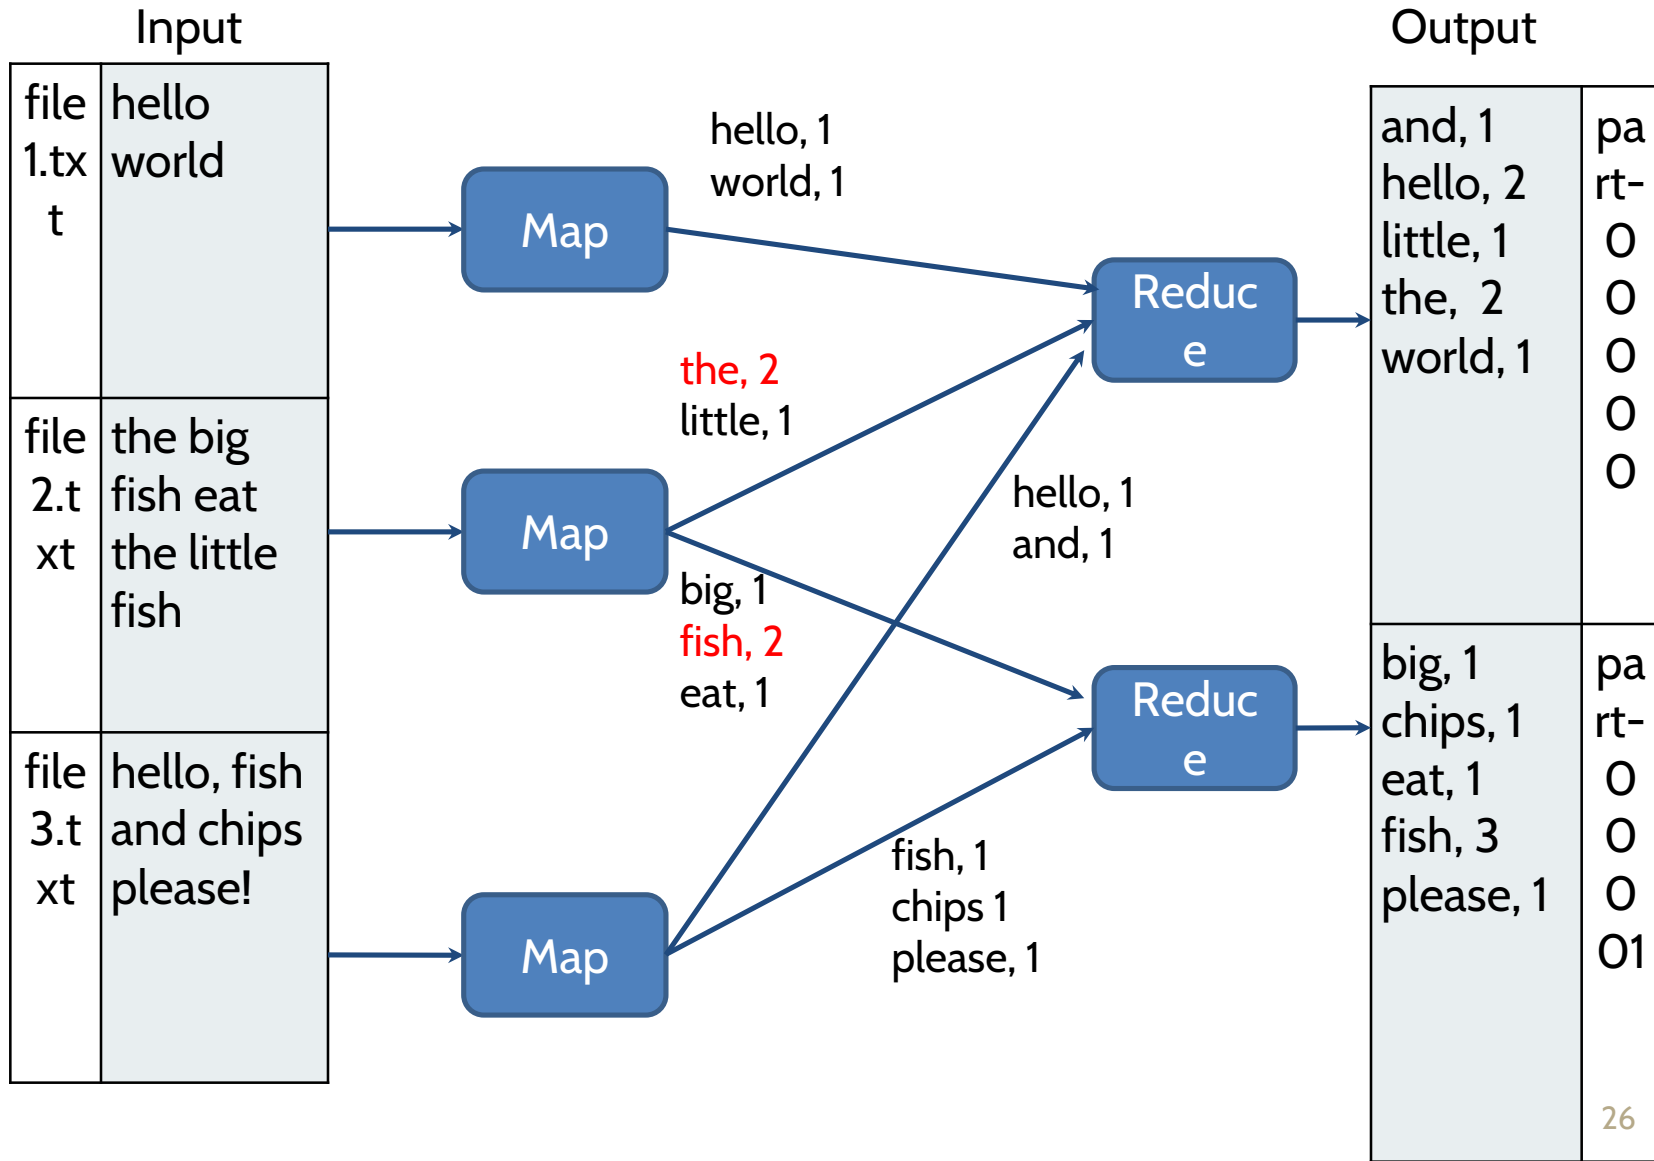 Input
file
1.tx
t
hello
world
file
2.t
xt
the big
fish eat
the little
fish
file
3.t
xt
hello, fish
and chips
please!
Map
Map
Map
hello, 1
world, 1
the, 2
little, 1
big, 1
fish, 2
eat, 1
hello, 1
and, 1
fish, 1
chips 1
please, 1
Reduc
e
Reduc
e
Output
and, 1
hello, 2
little, 1
the,  2
world, 1
pa
rt-
0
0
0
0
0
big, 1
chips, 1
eat, 1
fish, 3
please, 1
pa
rt-
0
0
0
01
26